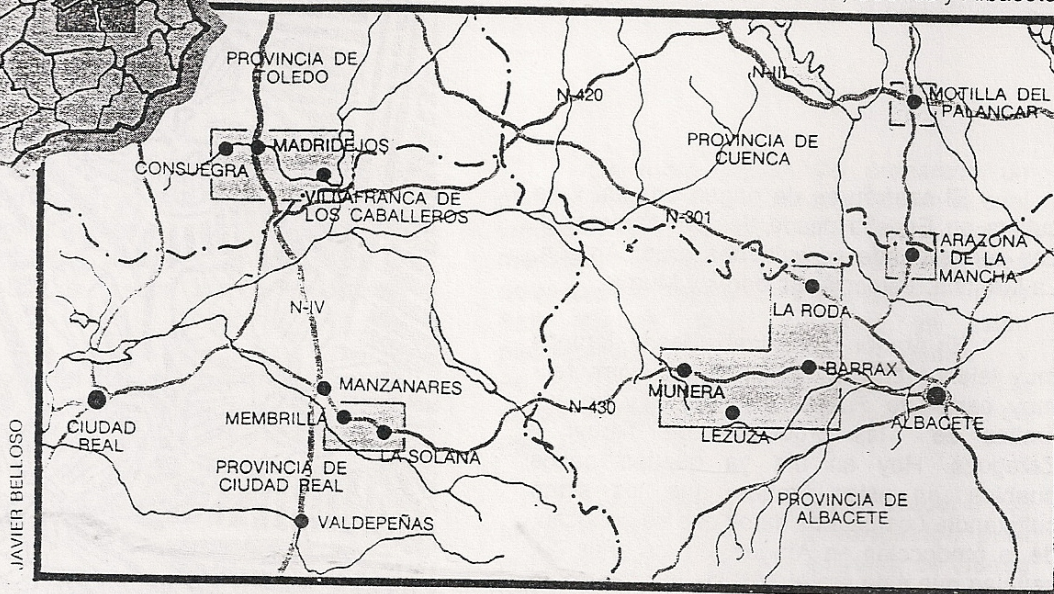 PROVINCIA DE
TOLEDO
N-420
N-III
MOTILLA DEL
PALANCAR
MADRIDEJOS
CONSUEGRA
PROVINCIA DE
CUENCA
VILLAFRANCA DE
LOS CABALLEROS
N-301
TARAZONA
DE LA
MANCHA
N-IV
LA RODA
MANZANARES
MUNERA
BARRAX
MEMBRILLA
N-430
CIUDAD
REAL
LEZUZA
ALBACETE
LA SOLANA
PROVINCIA DE
CIUDAD REAL
PROVINCIA DE
ALBACETE
VALDEPEÑAS
JAVIER BELLOSO